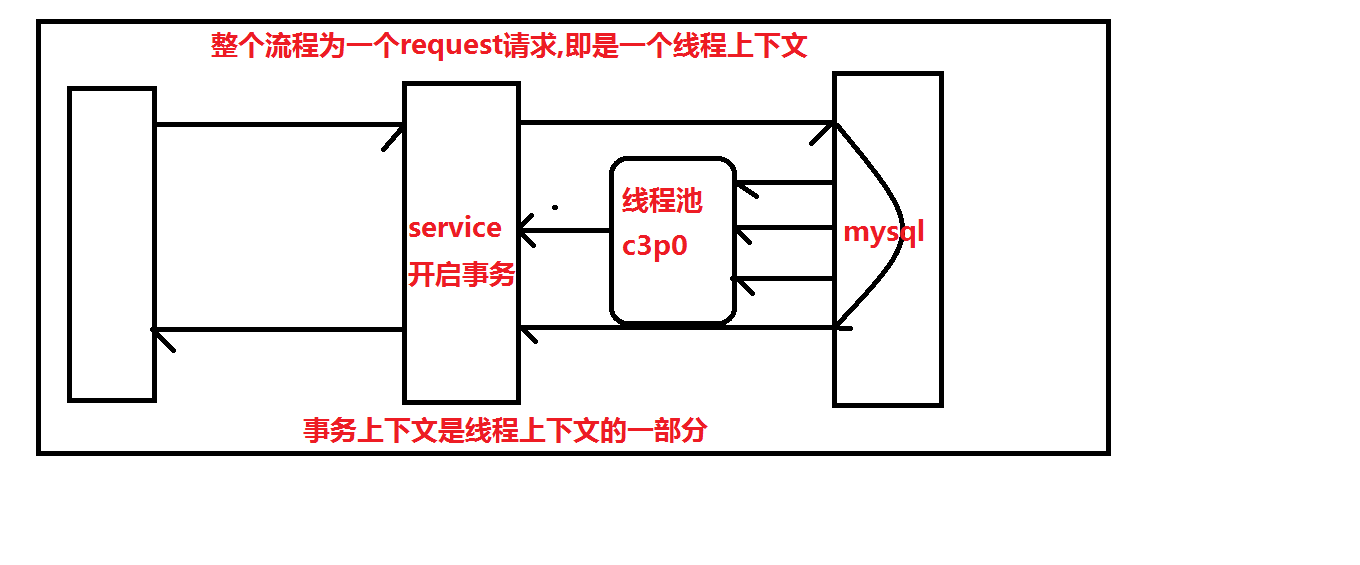 整个流程为一个request请求,即是一个线程上下文
service
开启事务
线程池
c3p0
mysql
事务上下文是线程上下文的一部分